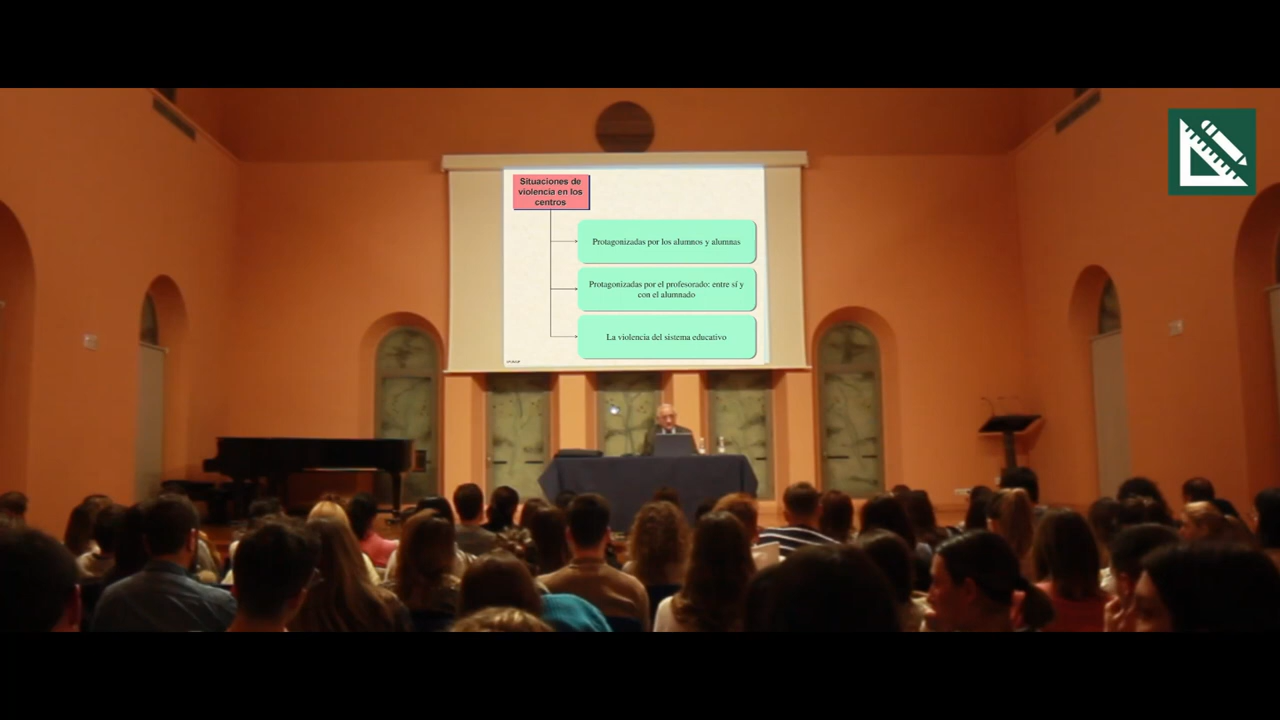 Situaciones de
violencia en los
centros
Protagonizadas por los alumnos y alumnas
Protagonizadas por el profesorado: entre sí y
con el alumnado
La violencia del sistema educativo